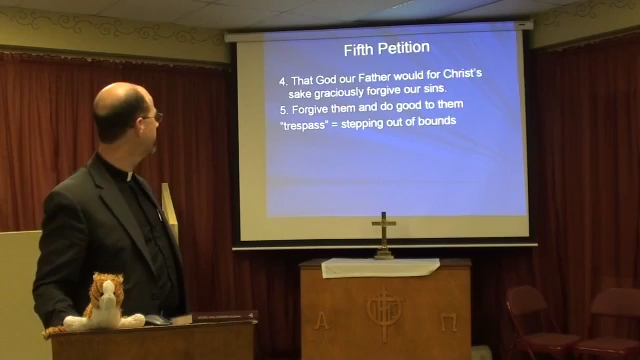 Fifth Petition
4. That God our Father would for Christ's
sake graciously forgive our sins.
5. Forgive them and do good to them
"trespass" = stepping out of bounds
Α
IHS
Ω